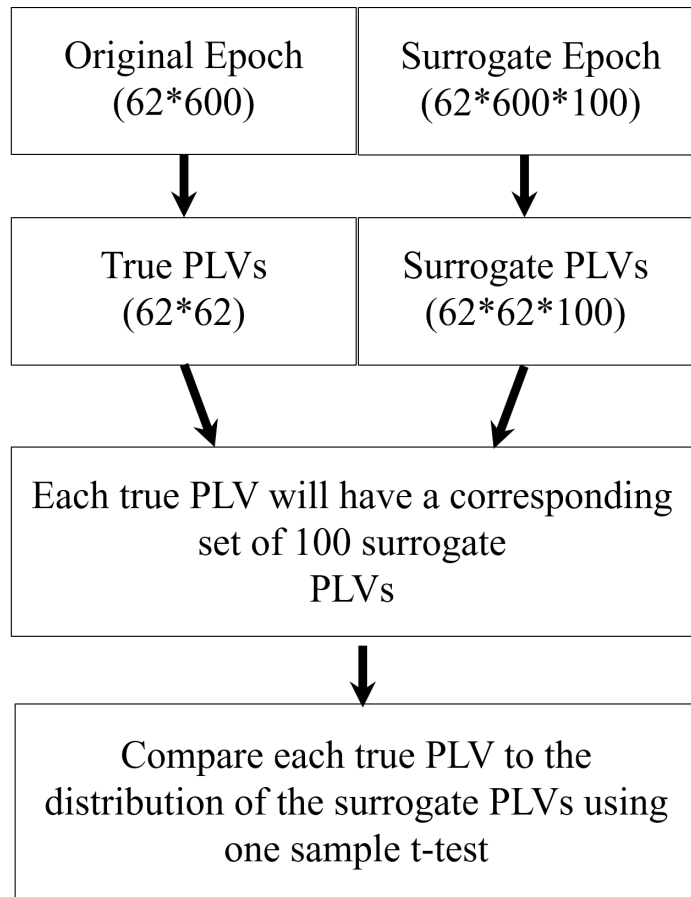 Original Epoch
(62*600)
Surrogate Epoch
(62*600*100)
True PLVs
(62*62)
Surrogate PLVs
(62*62*100)
Each true PLV will have a corresponding
set of 100 surrogate
PLVs
Compare each true PLV to the
distribution of the surrogate PLVs using
one sample t-test